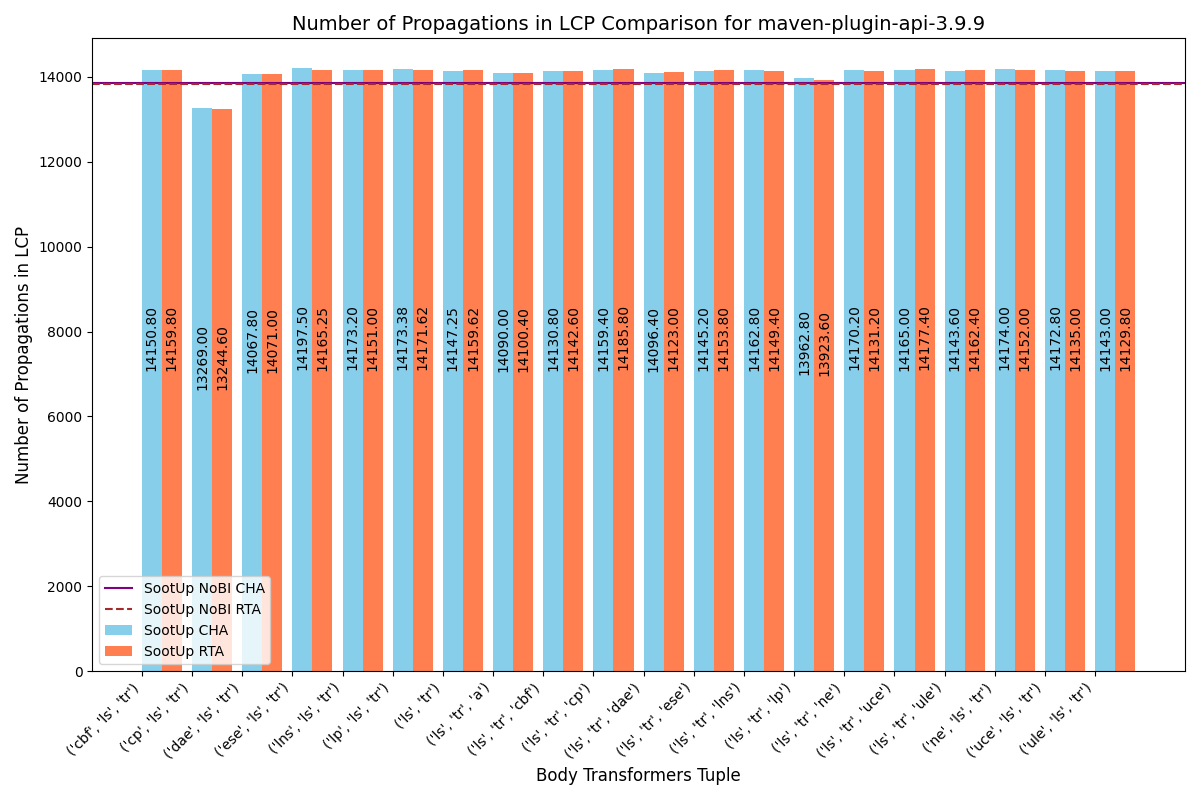 Number of Propagations in LCP Comparison for maven-plugin-api-3.9.9
Number of Propagations in LCP
14000
12000
10000
8000
6000
4000
2000
0
14150.80
14159.80
13269.00
13244.60
14067.80
14071.00
14197.50
14165.25
14173.20
14151.00
14173.38
14171.62
14147.25
14159.62
14090.00
14100.40
14130.80
14142.60
14159.40
14185.80
14096.40
14123.00
14145.20
14153.80
14162.80
14149.40
13962.80
13923.60
14170.20
14131.20
14165.00
14177.40
14143.60
14162.40
14174.00
14152.00
14172.80
14135.00
14143.00
14129.80
SootUp NoBI CHA
SootUp NoBI RTA
SootUp CHA
SootUp RTA
('cbf', 'ls', 'tr')
('cp', 'ls', 'tr')
('dae', 'ls', 'tr')
('ese', 'ls', 'tr')
('lns', 'ls', 'tr')
('lp', 'ls', 'tr')
('ls', 'tr')
('ls', 'tr', 'a')
('ls', 'tr', 'cbf')
('ls', 'tr', 'cp')
('ls', 'tr', 'dae')
('ls', 'tr', 'ese')
('ls', 'tr', 'lns')
('ls', 'tr', 'lp')
('ls', 'tr', 'ne')
('ls', 'tr', 'uce')
('ls', 'tr', 'ule')
('ne', 'ls', 'tr')
('uce', 'ls', 'tr')
('ule', 'ls', 'tr')
Body Transformers Tuple